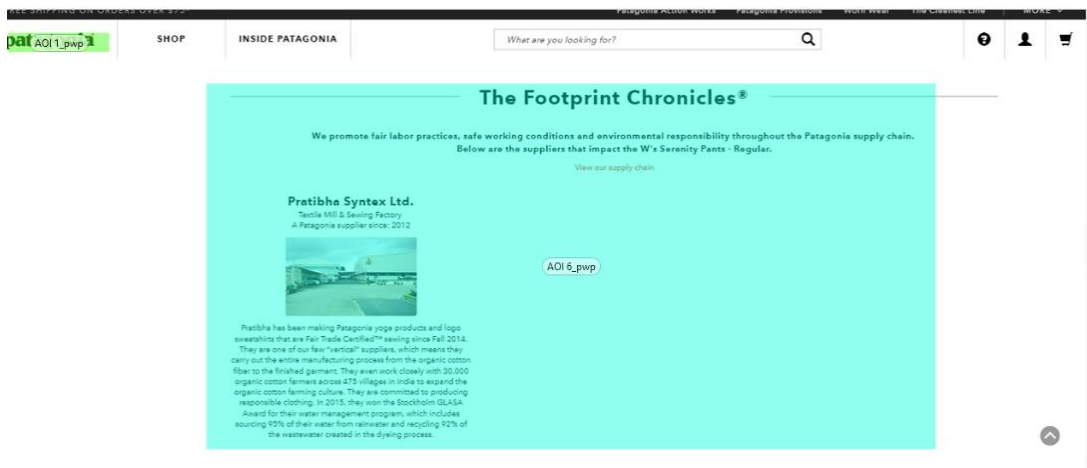 FREE SHIPPING ON ORDERS OVER $75*
Patagonia Action Works Patagonia Provisions Worn Wear The Cleanest Line MORE
patagonia AOI 1_pwp SHOP INSIDE PATAGONIA What are you looking for?
The Footprint Chronicles®
We promote fair labor practices, safe working conditions and environmental responsibility throughout the Patagonia supply chain.
Below are the suppliers that impact the W's Serenity Pants - Regular.
View our supply chain
Pratibha Syntex Ltd.
Textile Mill & Sewing Factory
A Patagonia supplier since: 2012
AOI 6_pwp
Pratibha has been making Patagonia yoga products and logo
sweatshirts that are Fair Trade Certified™ sewing since Fall 2014.
They are one of our few "vertical" suppliers, which means they
carry out the entire manufacturing process from the organic cotton
fiber to the finished garment. They even work closely with 30,000
organic cotton farmers across 475 villages in India to expand the
organic cotton farming culture. They are committed to producing
responsible clothing. In 2015, they won the Stockholm GLASA
Award for their water management program, which includes
sourcing 95% of their water from rainwater and recycling 92% of
the wastewater created in the dyeing process.